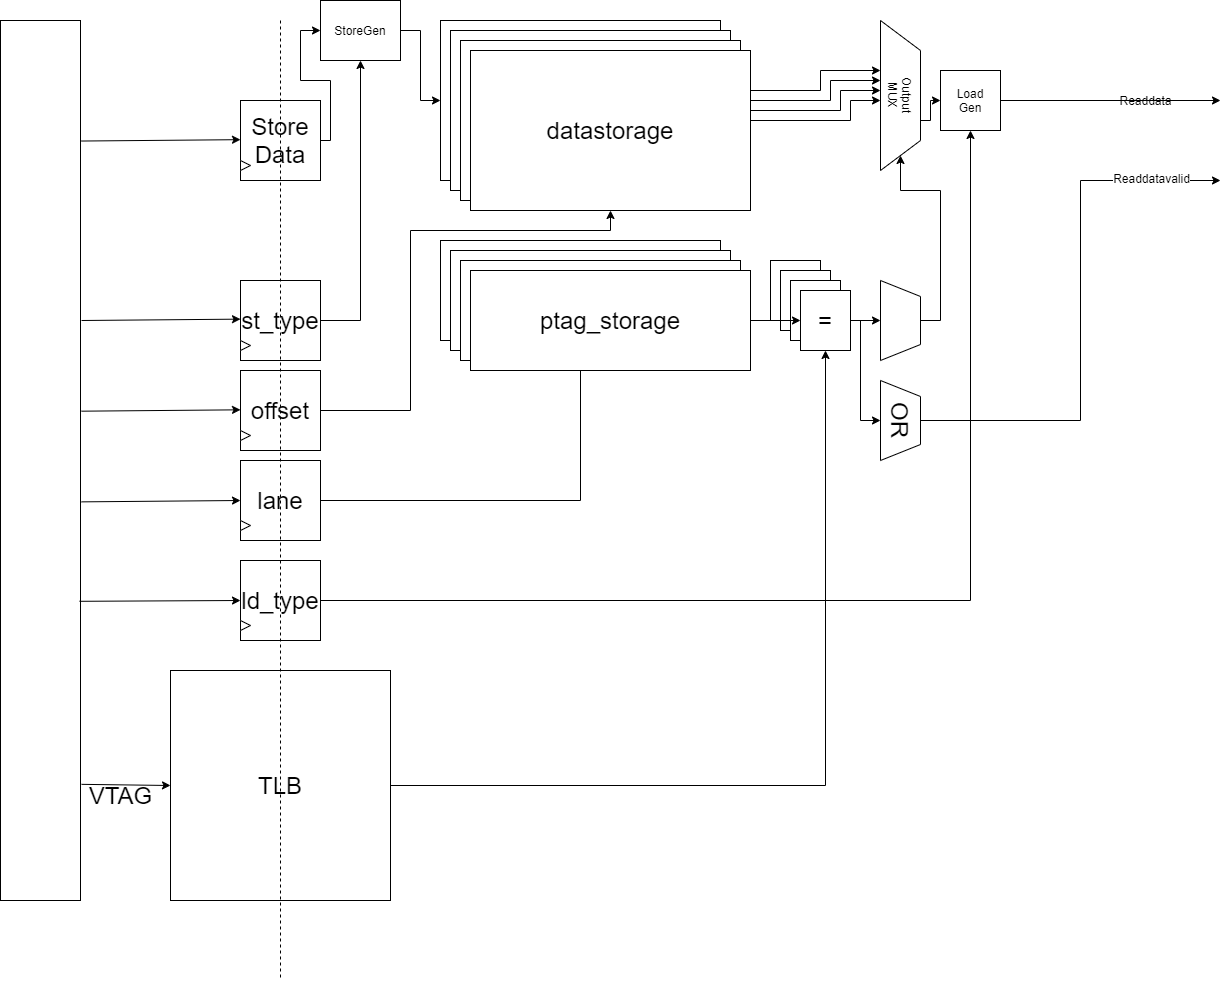 StoreGen
Store
Data
datastorage
Output
MUX
Load
Gen
Readdata
Readdatavalid
st_type
ptag_storage
=
offset
OR
lane
ld_type
TLB
VTAG